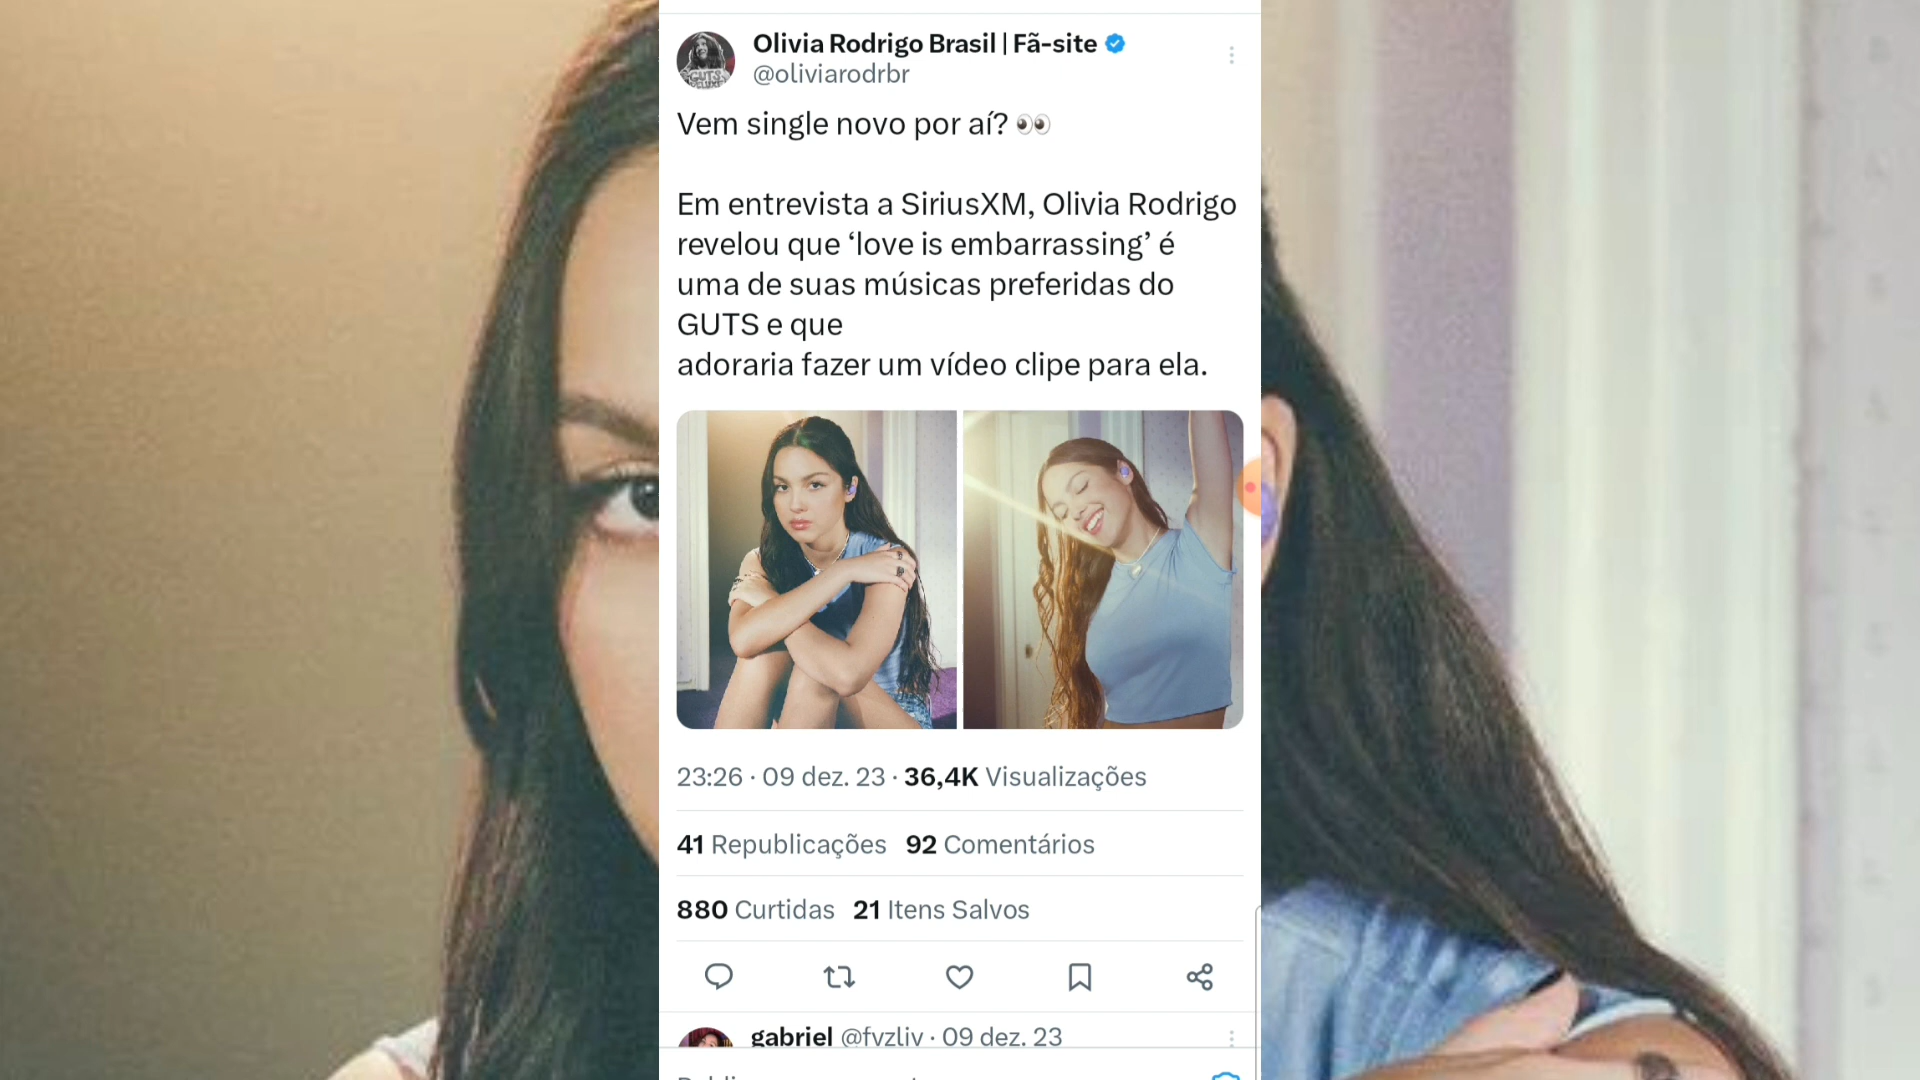 Olivia Rodrigo Brasil | Fã-site
@oliviarodrbr
Vem single novo por aí? 👀
Em entrevista a SiriusXM, Olivia Rodrigo
revelou que ‘love is embarrassing’ é
uma de suas músicas preferidas do
GUTS e que
adoraria fazer um vídeo clipe para ela.
23:26 · 09 dez. 23 · 36,4K Visualizações
41 Republicações 92 Comentários
880 Curtidas 21 Itens Salvos
gabriel @fvzliv · 09 dez. 23